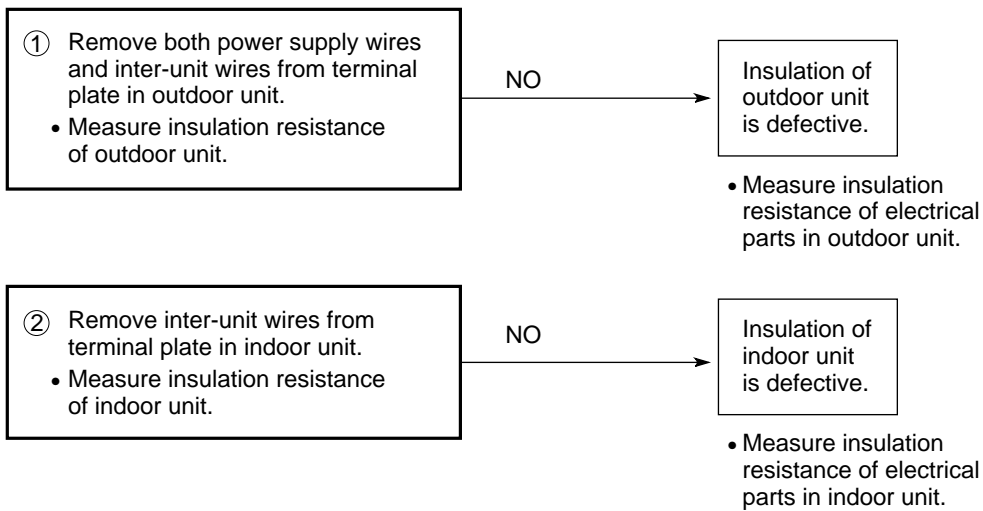 ① Remove both power supply wires
and inter-unit wires from terminal
plate in outdoor unit.
• Measure insulation resistance
of outdoor unit.
NO
Insulation of
outdoor unit
is defective.
• Measure insulation
resistance of electrical
parts in outdoor unit.
② Remove inter-unit wires from
terminal plate in indoor unit.
• Measure insulation resistance
of indoor unit.
NO
Insulation of
indoor unit
is defective.
• Measure insulation
resistance of electrical
parts in indoor unit.